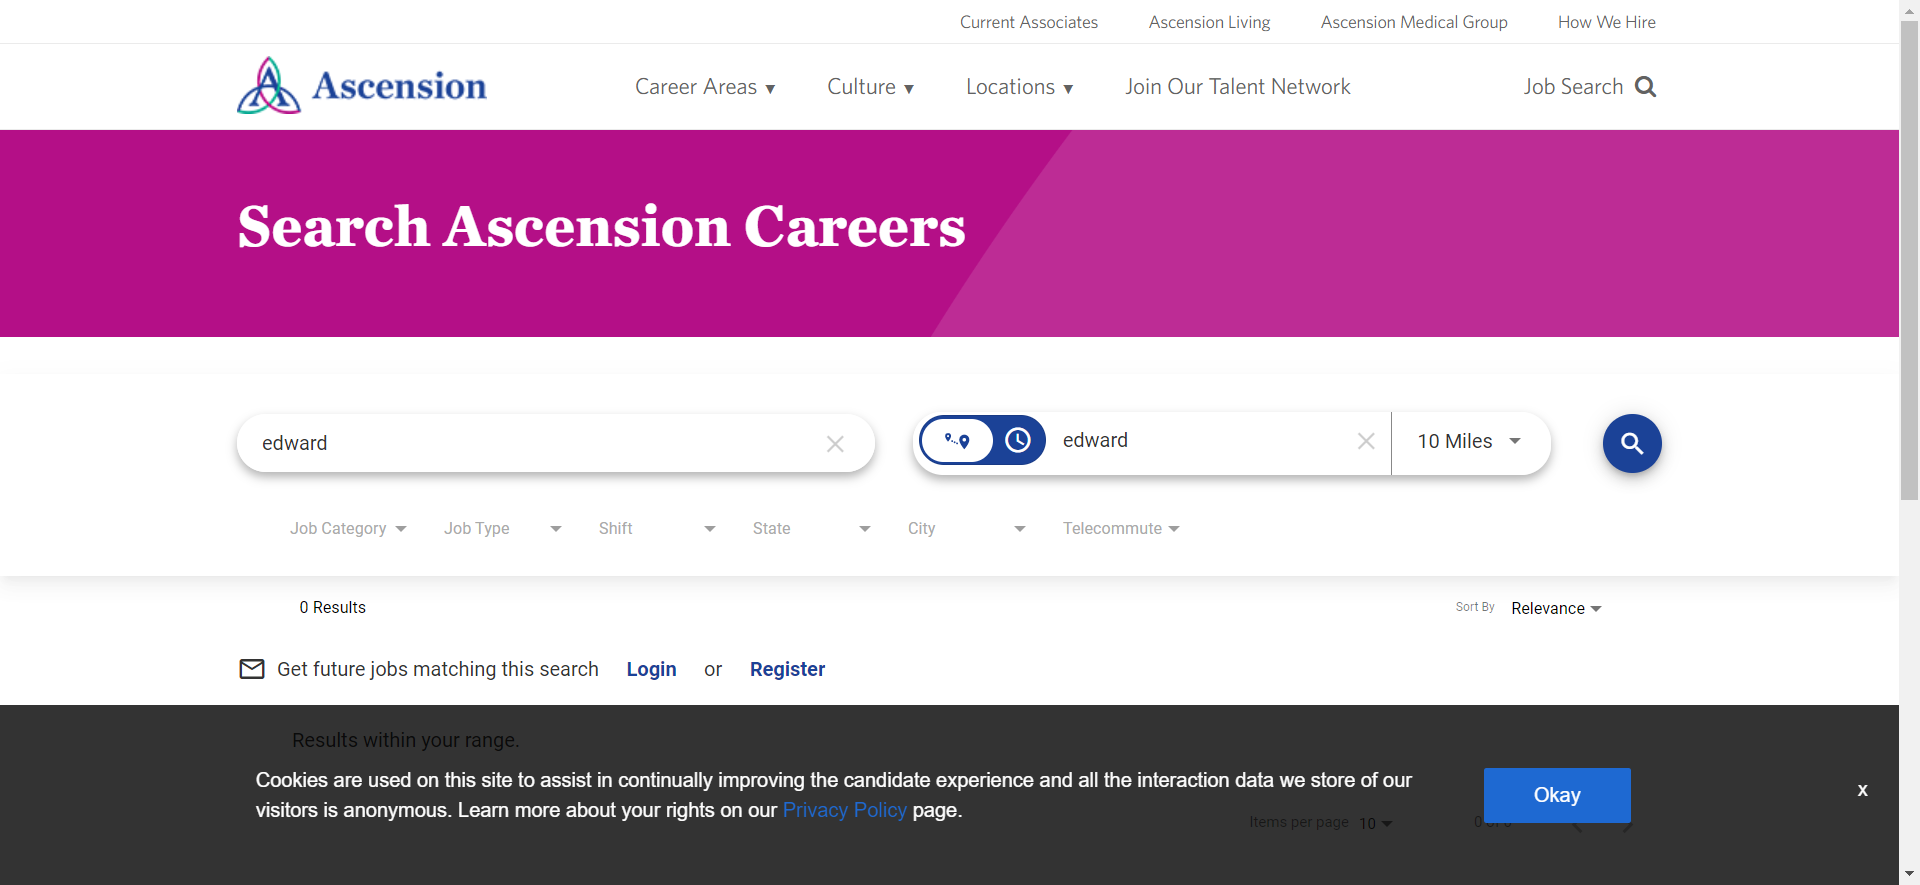 Current Associates Ascension Living Ascension Medical Group How We Hire
Ascension Career Areas ▼ Culture ▼ Locations ▼ Join Our Talent Network Job Search
Search Ascension Careers
edward edward 10 Miles
Job Category Job Type Shift State City Telecommute
0 Results Sort By Relevance
Get future jobs matching this search Login or Register
Results within your range.
Cookies are used on this site to assist in continually improving the candidate experience and all the interaction data we store of our
visitors is anonymous. Learn more about your rights on our Privacy Policy page.
Okay
x
Items per page 10